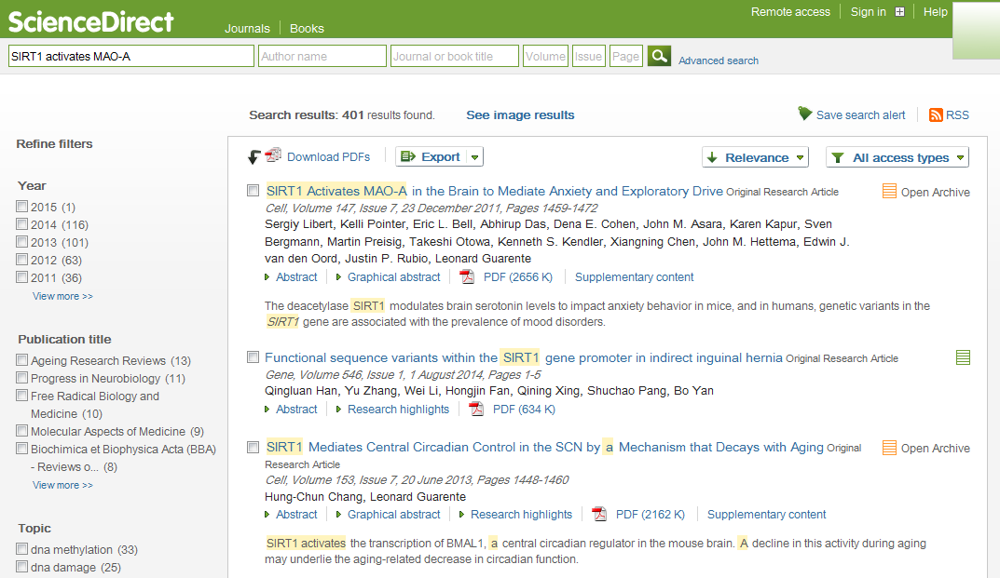 ScienceDirect
Journals Books
Remote access Sign in Help
SIRT1 activates MAO-A Author name Journal or book title Volume Issue Page Advanced search
Search results: 401 results found. See image results Save search alert RSS
Refine filters
Year
2015 (1)
2014 (116)
2013 (101)
2012 (63)
2011 (36)
View more >>
Publication title
Ageing Research Reviews (13)
Progress in Neurobiology (11)
Free Radical Biology and
Medicine (10)
Molecular Aspects of Medicine (9)
Biochimica et Biophysica Acta (BBA)
- Reviews o... (8)
View more >>
Topic
dna methylation (33)
dna damage (25)
Download PDFs Export Relevance All access types
SIRT1 Activates MAO-A in the Brain to Mediate Anxiety and Exploratory Drive Original Research Article Open Archive
Cell, Volume 147, Issue 7, 23 December 2011, Pages 1459-1472
Sergiy Libert, Kelli Pointer, Eric L. Bell, Abhirup Das, Dena E. Cohen, John M. Asara, Karen Kapur, Sven
Bergmann, Martin Preisig, Takeshi Otowa, Kenneth S. Kendler, Xiangning Chen, John M. Hettema, Edwin J.
van den Oord, Justin P. Rubio, Leonard Guarente
Abstract Graphical abstract PDF (2656 K) Supplementary content
The deacetylase SIRT1 modulates brain serotonin levels to impact anxiety behavior in mice, and in humans, genetic variants in the
SIRT1 gene are associated with the prevalence of mood disorders.
Functional sequence variants within the SIRT1 gene promoter in indirect inguinal hernia Original Research Article
Gene, Volume 546, Issue 1, 1 August 2014, Pages 1-5
Qingluan Han, Yu Zhang, Wei Li, Hongjin Fan, Qining Xing, Shuchao Pang, Bo Yan
Abstract Research highlights PDF (634 K)
SIRT1 Mediates Central Circadian Control in the SCN by a Mechanism that Decays with Aging Original Open Archive
Research Article
Cell, Volume 153, Issue 7, 20 June 2013, Pages 1448-1460
Hung-Chun Chang, Leonard Guarente
Abstract Graphical abstract Research highlights PDF (2162 K) Supplementary content
SIRT1 activates the transcription of BMAL1, a central circadian regulator in the mouse brain. A decline in this activity during aging
may underlie the aging-related decrease in circadian function.